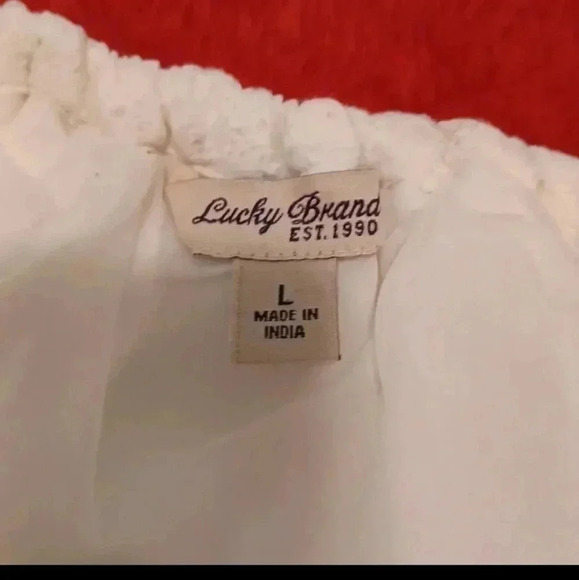 Lucky Brand
EST. 1990
L
MADE IN
INDIA